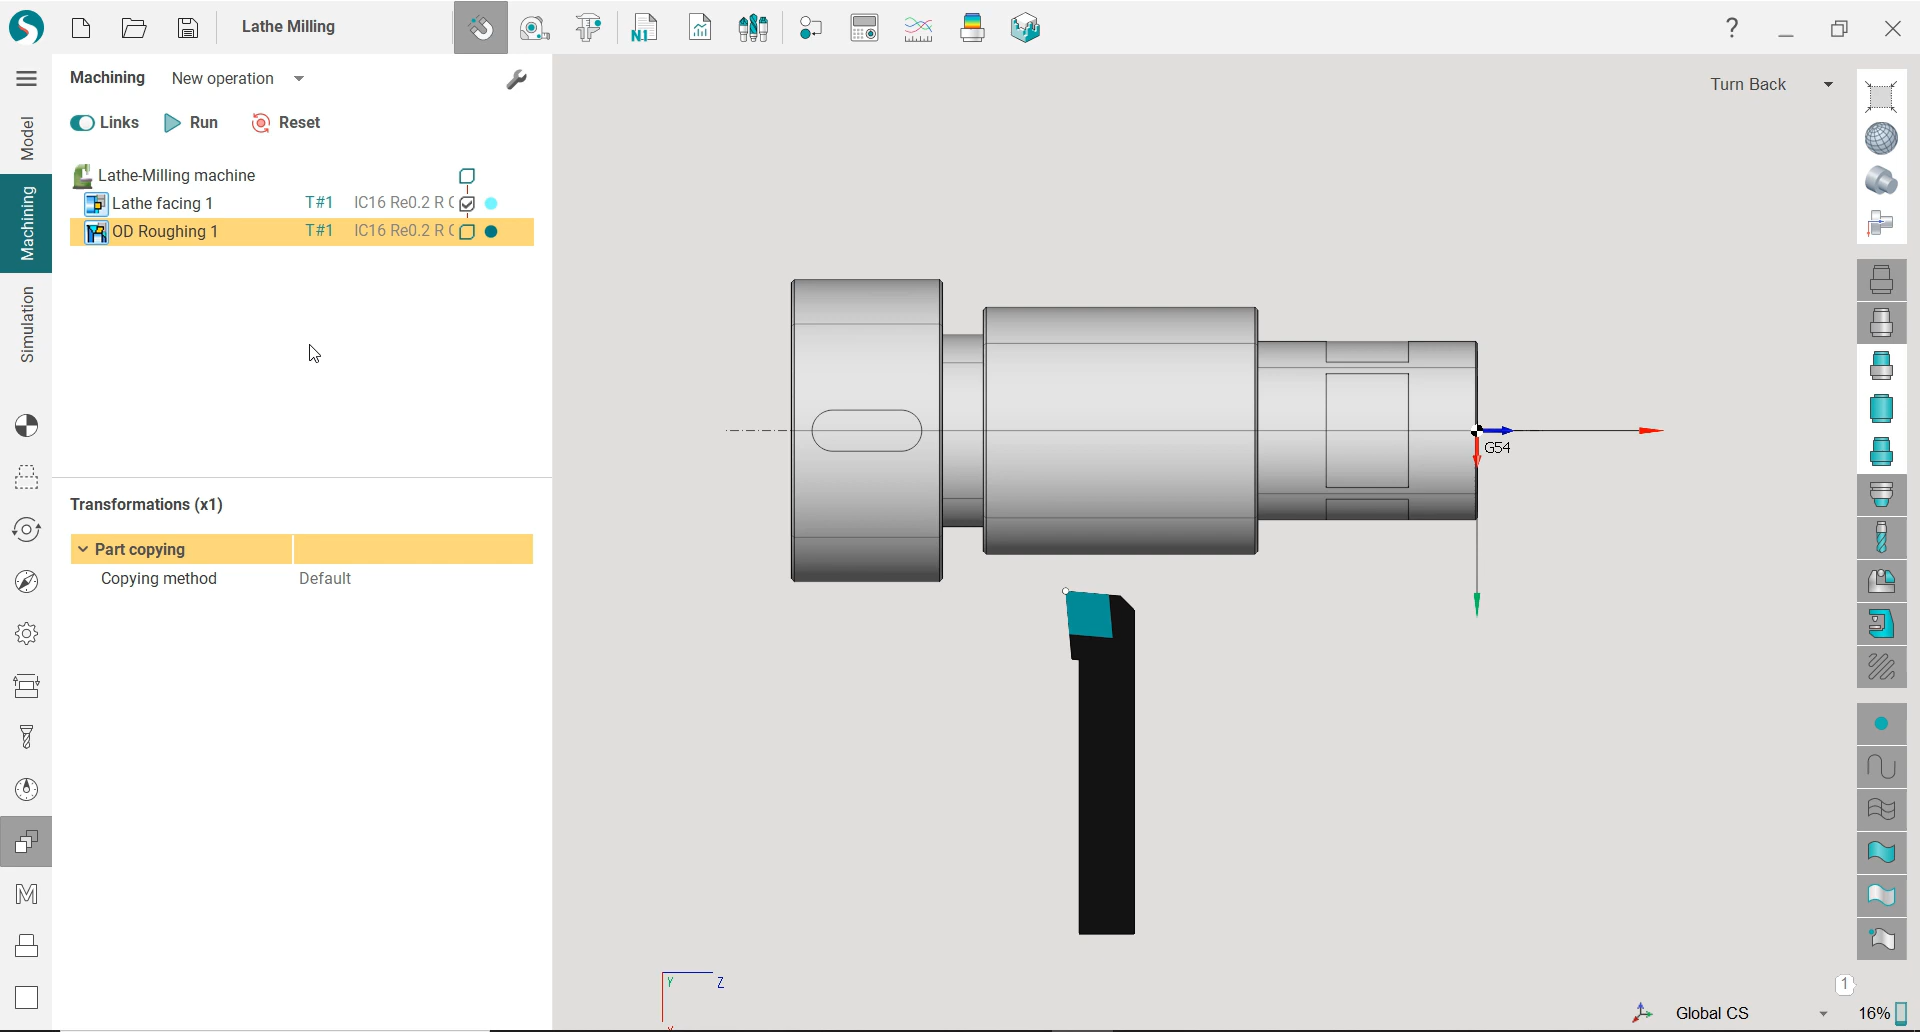 Lathe Milling
N1
Machining New operation
Links Run Reset
Turn Back
Model
Machining
Simulation
Lathe-Milling machine
Lathe facing 1 T#1 IC16 Re0.2 R
OD Roughing 1 T#1 IC16 Re0.2 R
G54
Transformations (x1)
Part copying
Copying method Default
M
Y Z
1
Global CS 16%